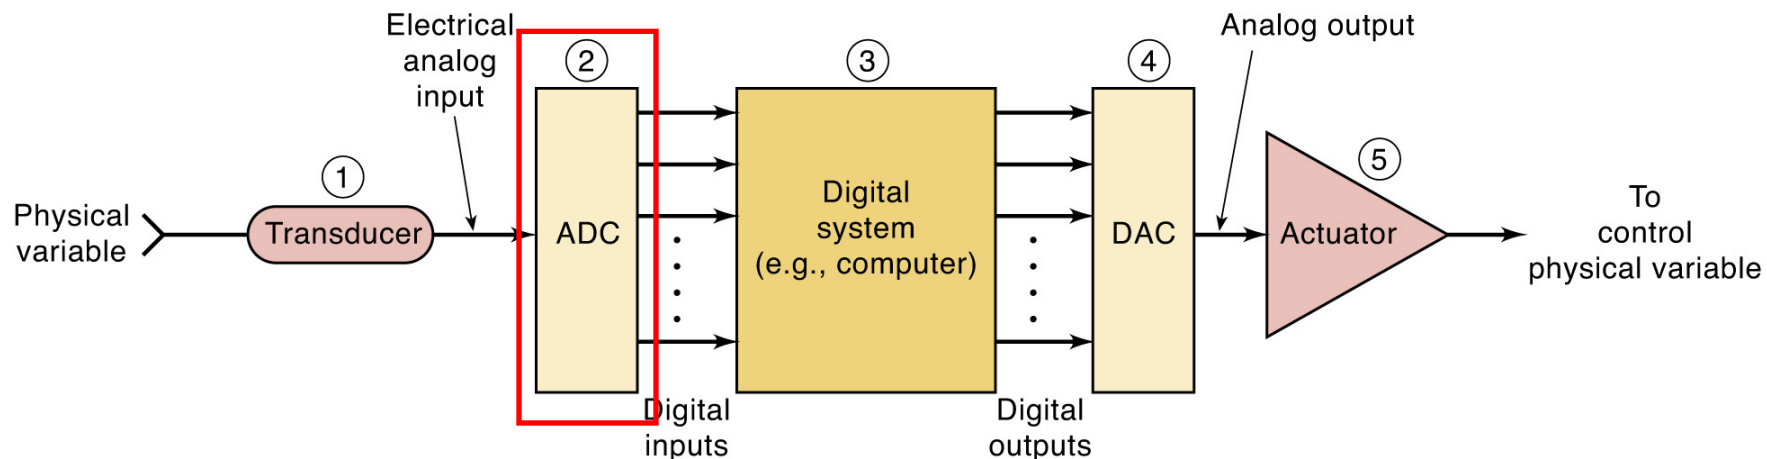 Physical
variable
1
Transducer
Electrical
analog
input
2
ADC
Digital
inputs
3
Digital
system
(e.g., computer)
Digital
outputs
4
DAC
Analog output
5
Actuator
To
control
physical variable